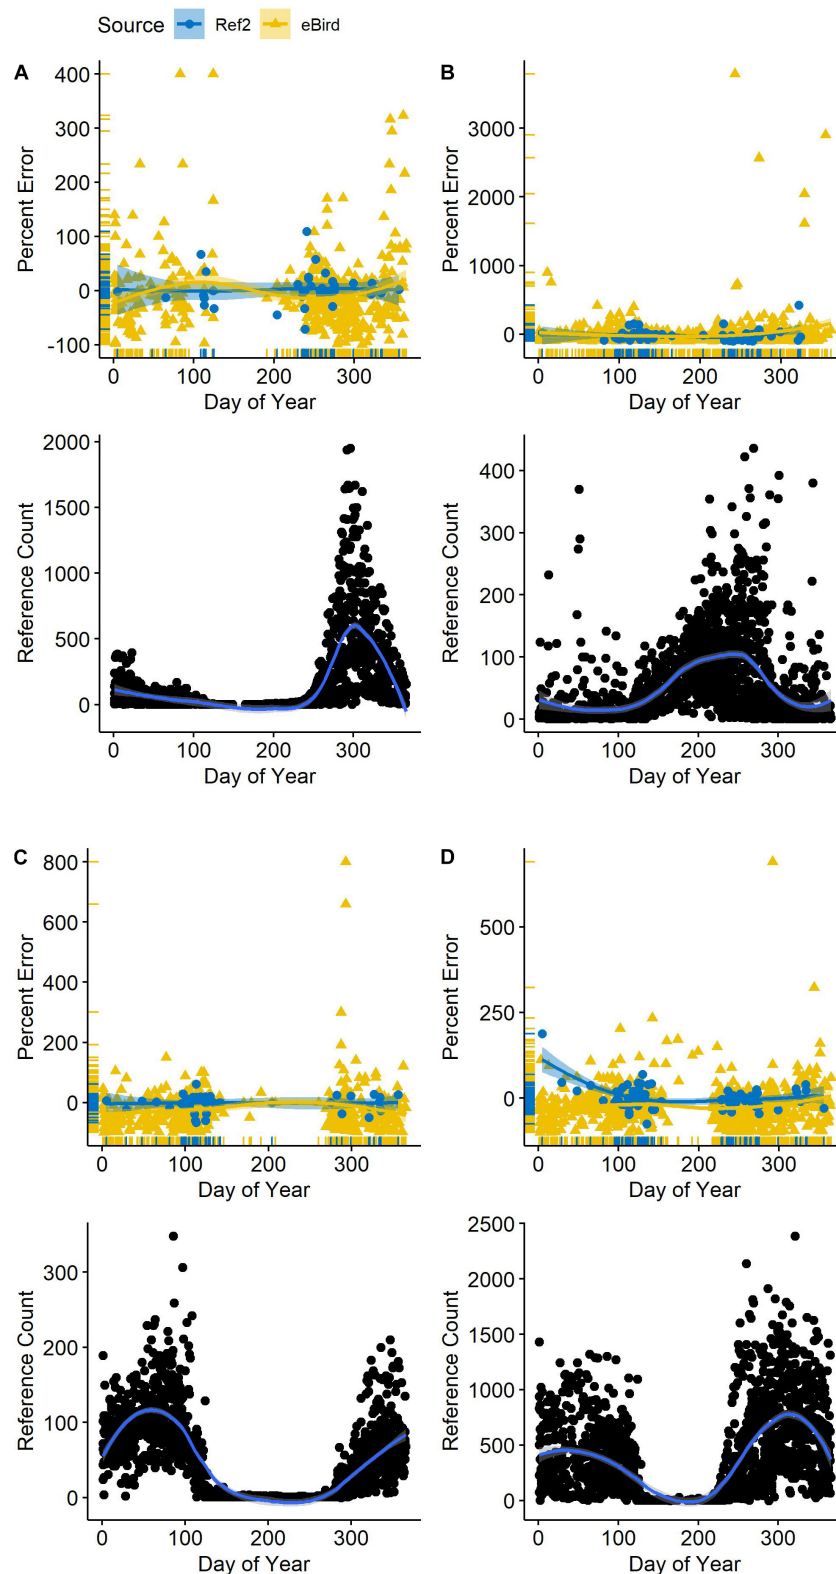 Source Ref2 eBird
A
400
300
200
100
0
-100
Percent Error
0 100 200 300
Day of Year
B
3000
2000
1000
0
Percent Error
0 100 200 300
Day of Year
2000
1500
1000
500
0
Reference Count
0 100 200 300
Day of Year
400
300
200
100
0
Reference Count
0 100 200 300
Day of Year
C
800
600
400
200
0
Percent Error
0 100 200 300
Day of Year
D
500
250
0
Percent Error
0 100 200 300
Day of Year
300
200
100
0
Reference Count
0 100 200 300
Day of Year
2500
2000
1500
1000
500
0
Reference Count
0 100 200 300
Day of Year